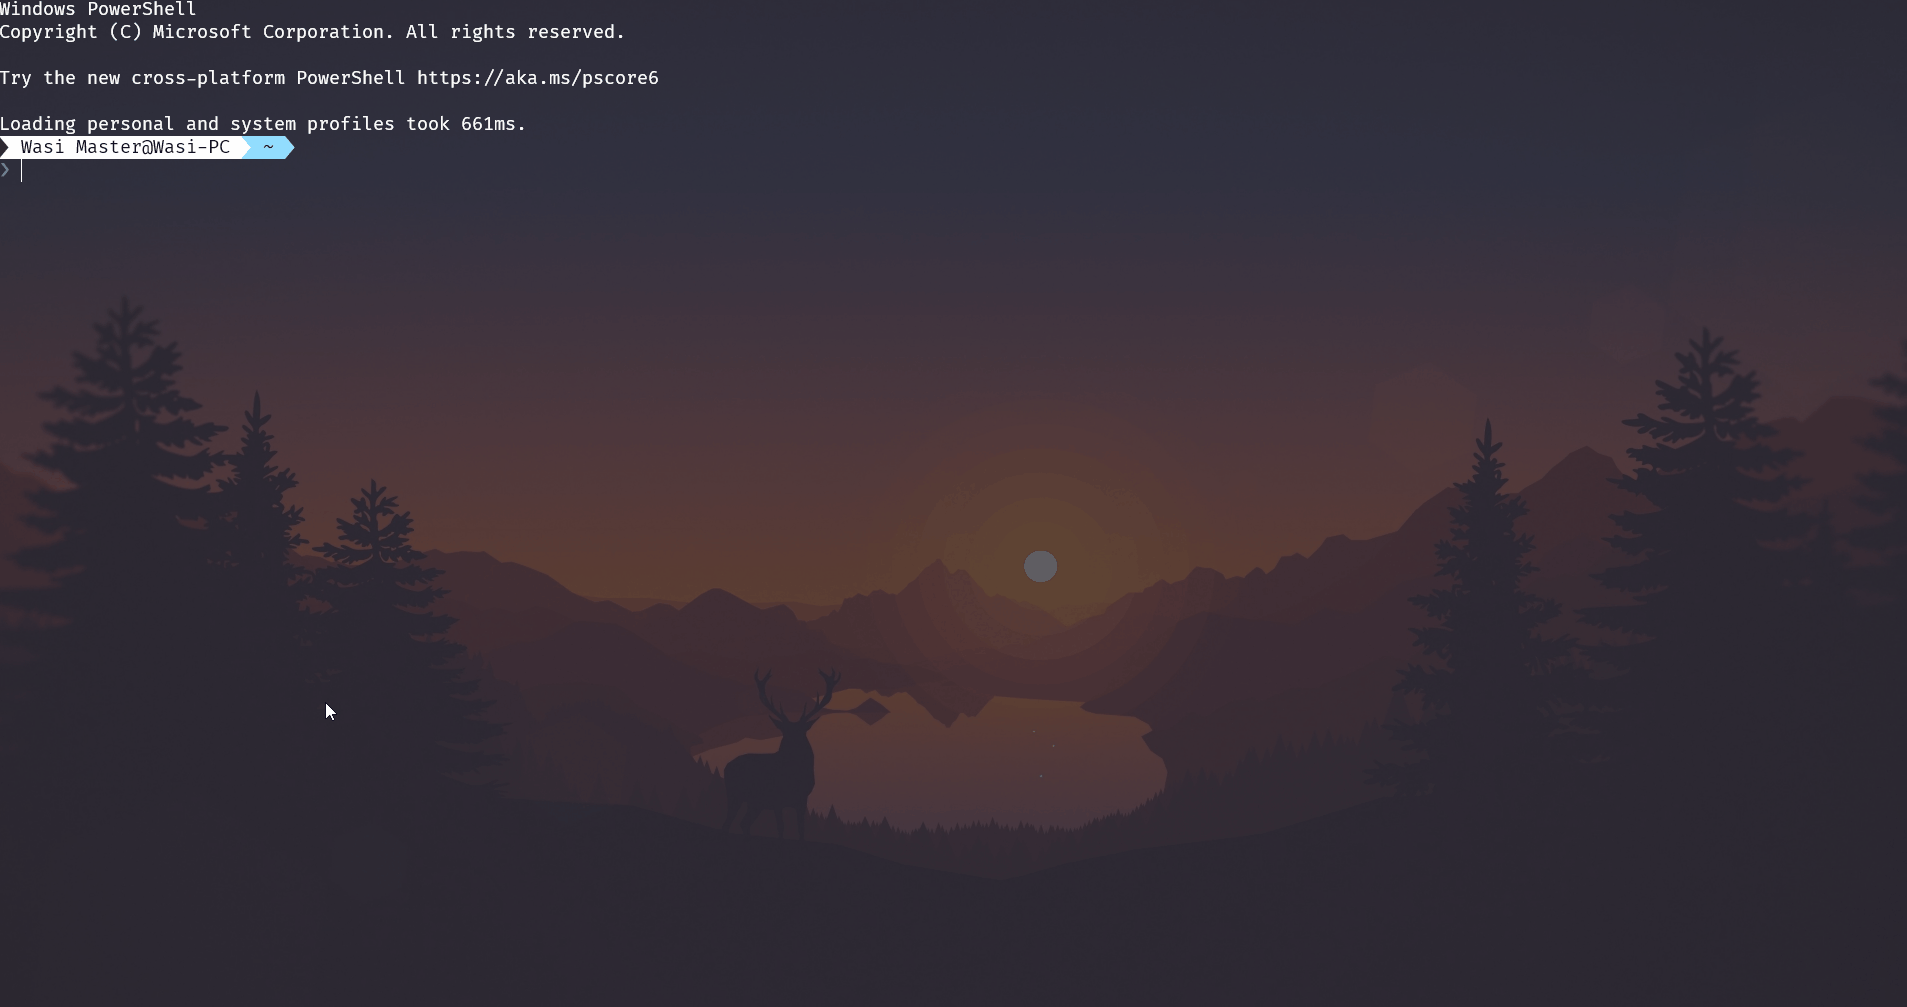 Windows PowerShell
Copyright (C) Microsoft Corporation. All rights reserved.
Try the new cross-platform PowerShell https://aka.ms/pscore6
Loading personal and system profiles took 661ms.
Wasi Master@Wasi-PC ~
❯